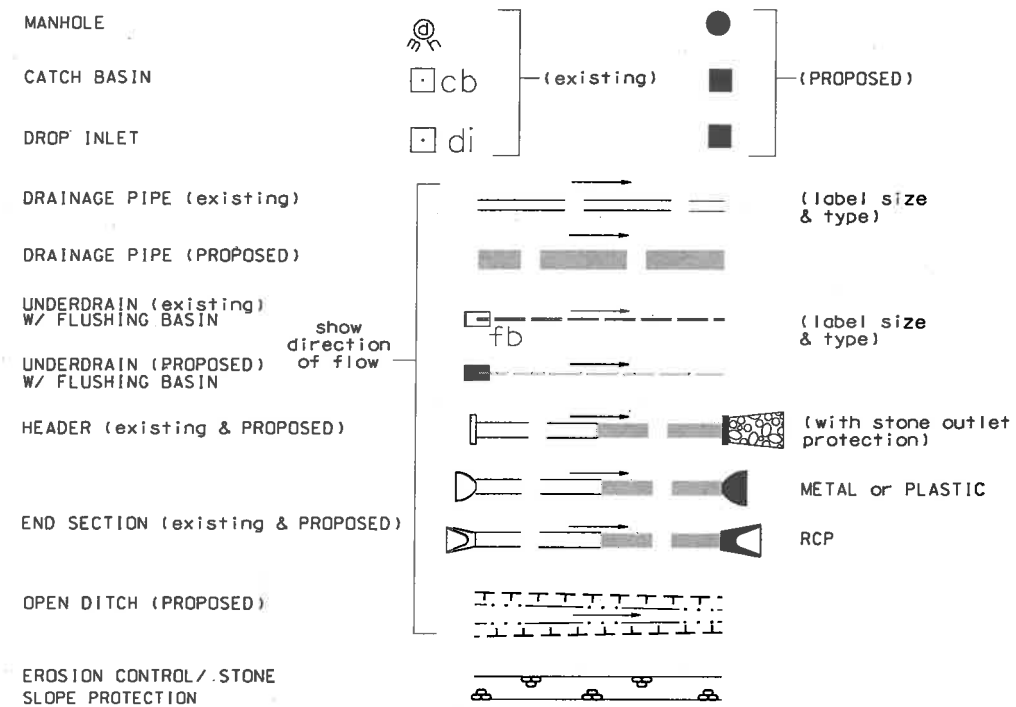 MANHOLE
d
mh
CATCH BASIN
cb
(existing)
(PROPOSED)
DROP INLET
di
DRAINAGE PIPE (existing)
(label size
& type)
DRAINAGE PIPE (PROPOSED)
UNDERDRAIN (existing)
W/ FLUSHING BASIN
fb
(label size
& type)
show
direction
of flow
UNDERDRAIN (PROPOSED)
W/ FLUSHING BASIN
HEADER (existing & PROPOSED)
(with stone outlet
protection)
METAL or PLASTIC
END SECTION (existing & PROPOSED)
RCP
OPEN DITCH (PROPOSED)
EROSION CONTROL/ STONE
SLOPE PROTECTION